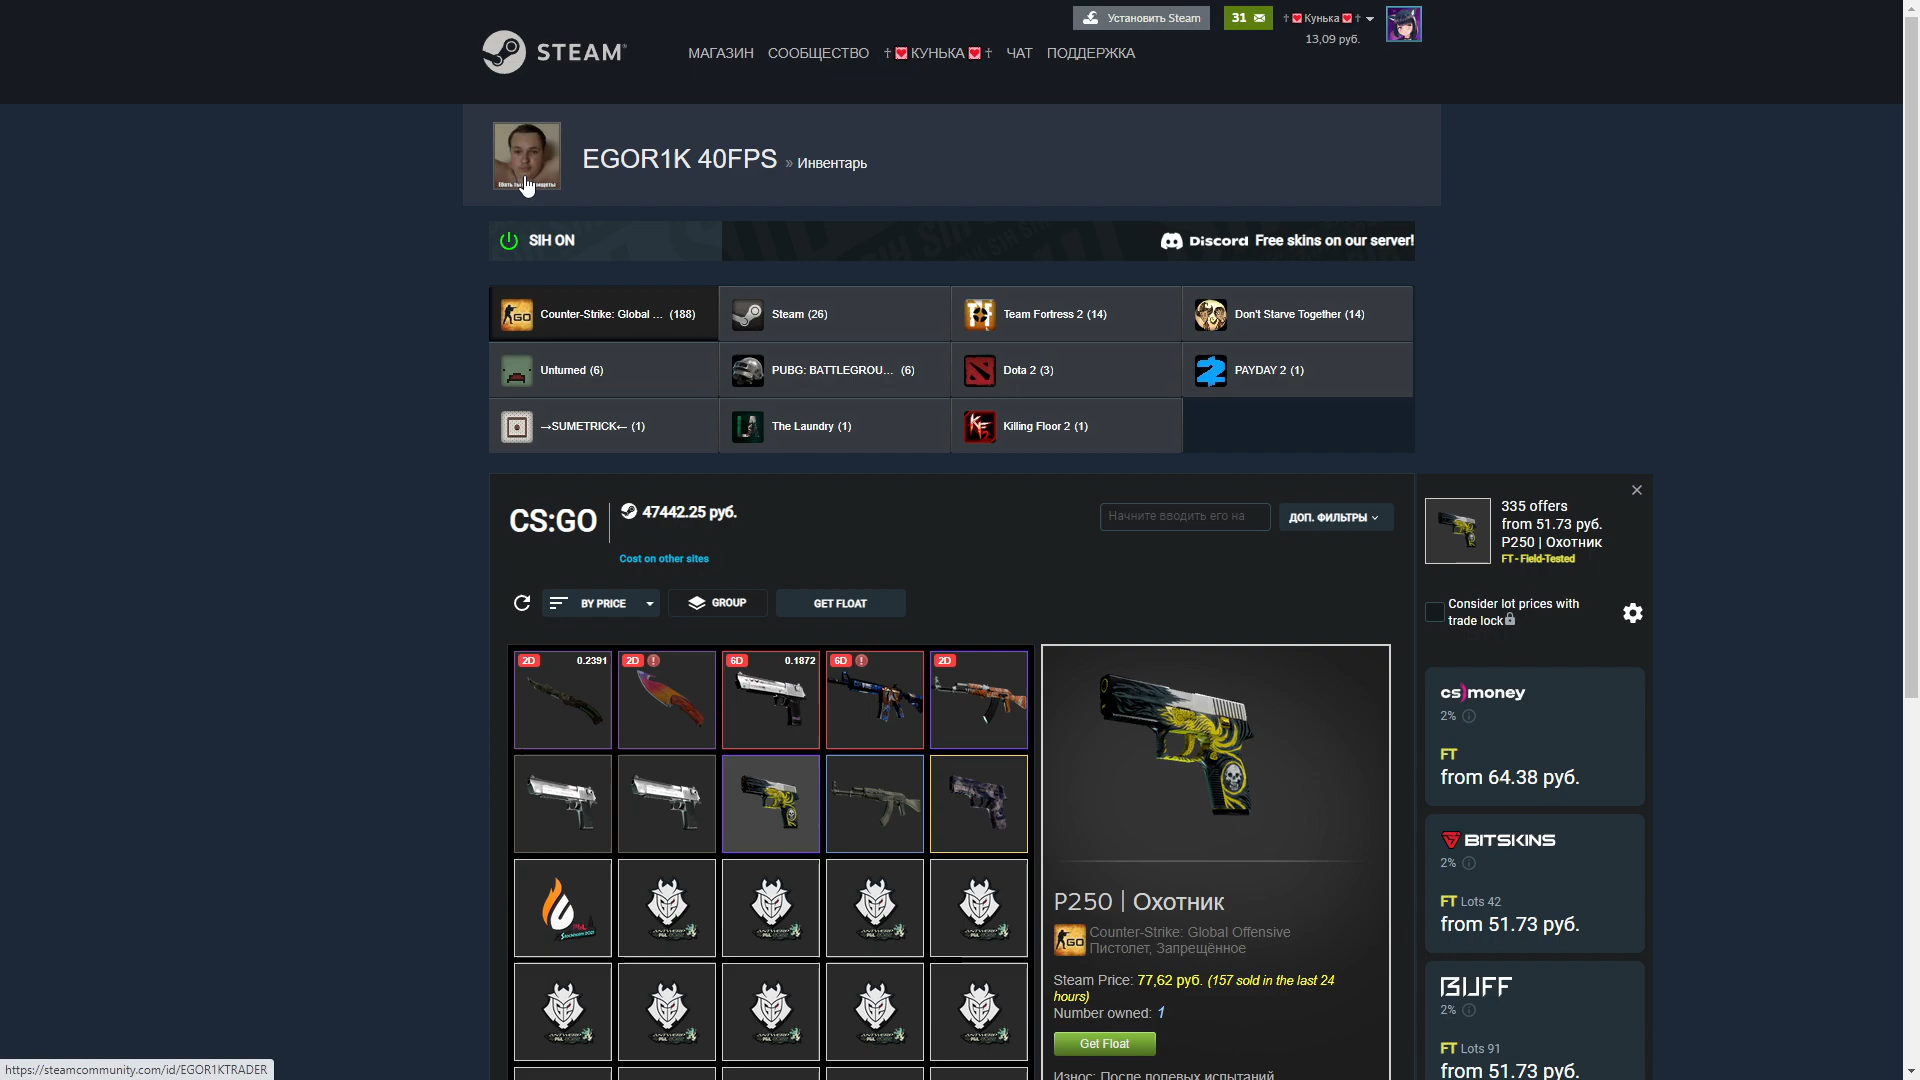 Установить Steam
31
†💗Кунька💗†
13,09 руб.
STEAM
МАГАЗИН СООБЩЕСТВО †💗КУНЬКА💗† ЧАТ ПОДДЕРЖКА
EGOR1K 40FPS » Инвентарь
SIH ON
Discord Free skins on our server!
Counter-Strike: Global ... (188)
Steam (26)
Team Fortress 2 (14)
Don't Starve Together (14)
Unturned (6)
PUBG: BATTLEGROU... (6)
Dota 2 (3)
PAYDAY 2 (1)
→SUMETRICK← (1)
The Laundry (1)
Killing Floor 2 (1)
CS:GO
47442.25 руб.
Cost on other sites
Начните вводить его на
ДОП. ФИЛЬТРЫ
BY PRICE
GROUP
GET FLOAT
2D 0.2391
2D
6D 0.1872
6D
2D
P250 | Охотник
Counter-Strike: Global Offensive
Пистолет, Запрещённое
Steam Price: 77,62 руб. (157 sold in the last 24
hours)
Number owned: 1
Get Float
Износ: После полевых испытаний
335 offers
from 51.73 руб.
P250 | Охотник
FT - Field-Tested
Consider lot prices with
trade lock
cs money
2%
FT
from 64.38 руб.
BITSKINS
2%
FT Lots 42
from 51.73 руб.
BUFF
2%
FT Lots 91
from 51.73 руб.
https://steamcommunity.com/id/EGOR1KTRADER